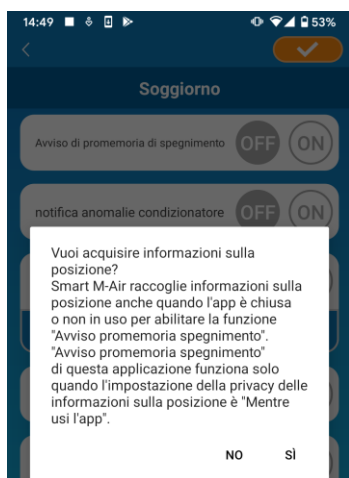 14:49 53%
Soggiorno
Avviso di promemoria di spegnimento OFF ON
notifica anomalie condizionatore OFF ON
Vuoi acquisire informazioni sulla
posizione?
Smart M-Air raccoglie informazioni sulla
posizione anche quando l'app è chiusa
o non in uso per abilitare la funzione
"Avviso promemoria spegnimento".
"Avviso promemoria spegnimento"
di questa applicazione funziona solo
quando l'impostazione della privacy delle
informazioni sulla posizione è "Mentre
usi l'app".
NO SÌ